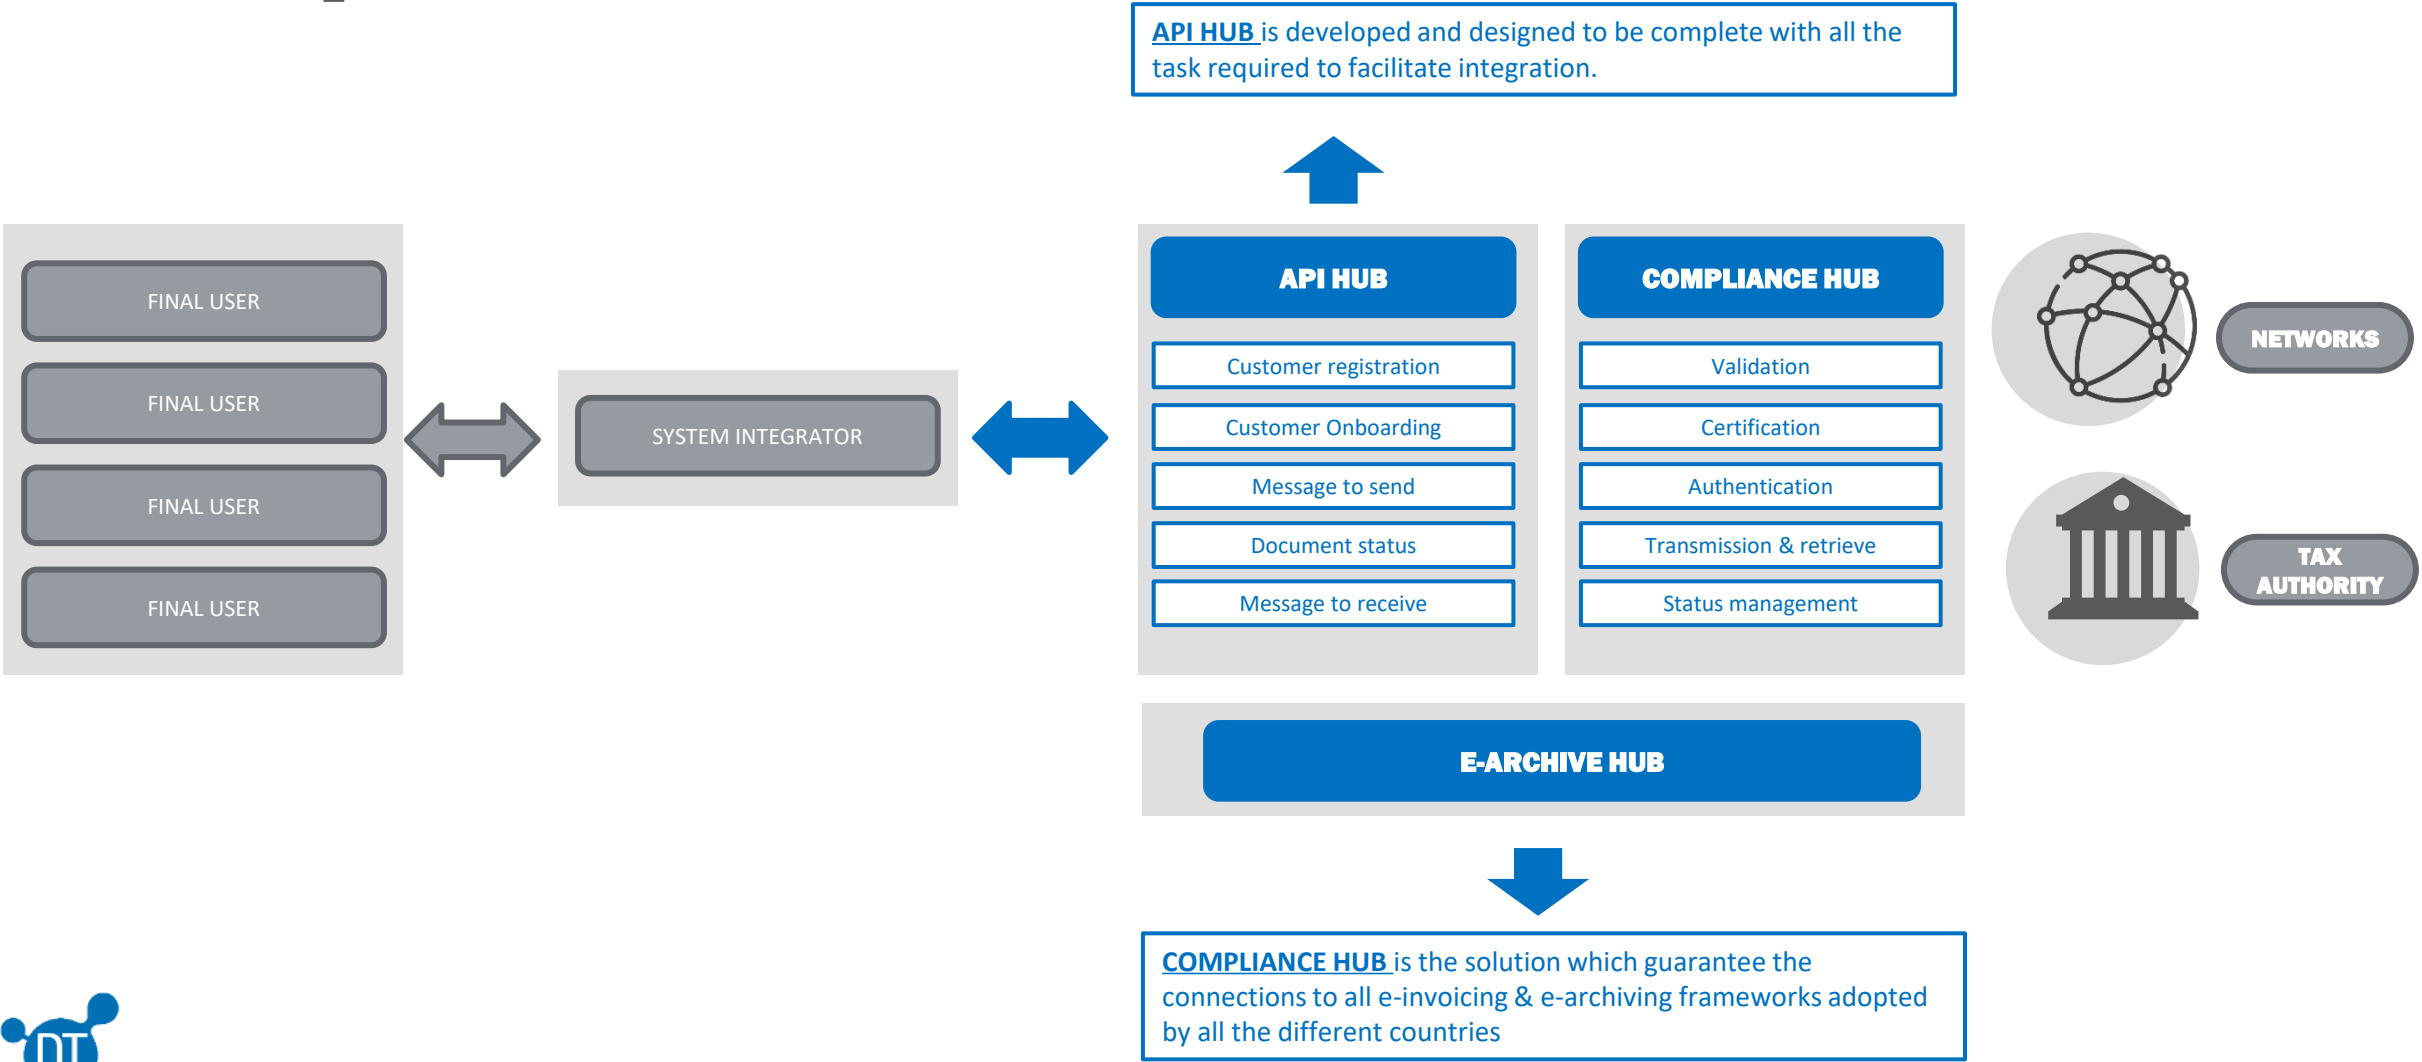 API HUB is developed and designed to be complete with all the
task required to facilitate integration.
FINAL USER
FINAL USER
FINAL USER
FINAL USER
SYSTEM INTEGRATOR
API HUB
Customer registration
Customer Onboarding
Message to send
Document status
Message to receive
COMPLIANCE HUB
Validation
Certification
Authentication
Transmission & retrieve
Status management
NETWORKS
TAX
AUTHORITY
E-ARCHIVE HUB
COMPLIANCE HUB is the solution which guarantee the
connections to all e-invoicing & e-archiving frameworks adopted
by all the different countries
DT